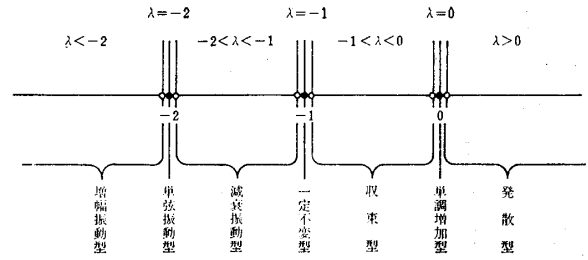 λ=−2
λ=−1
λ=0
λ<−2
−2<λ<−1
−1<λ<0
λ>0
−2
−1
0
増幅振動型
単弦振動型
減衰振動型
一定不変型
収束型
単調増加型
発散型